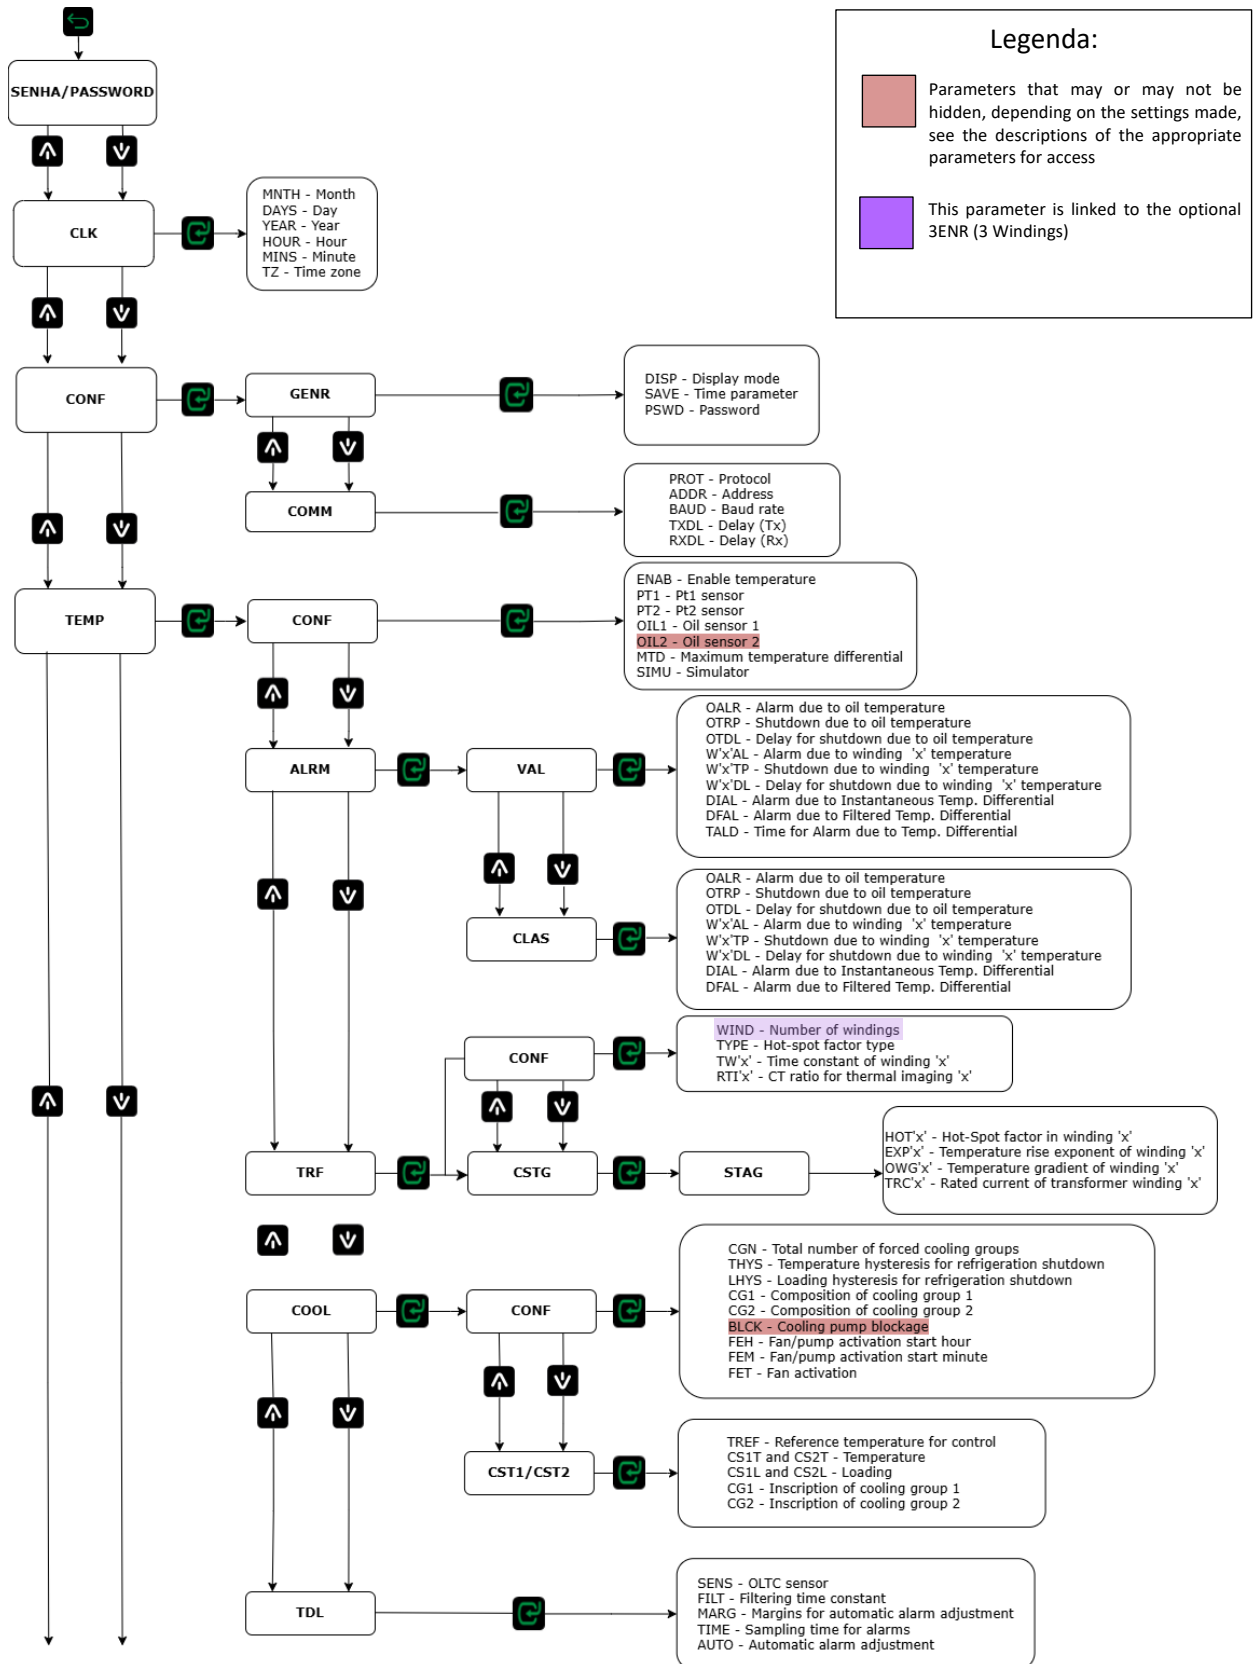 Legenda:
Parameters that may or may not be
hidden, depending on the settings made,
see the descriptions of the appropriate
parameters for access
This parameter is linked to the optional
3ENR (3 Windings)
SENHA/PASSWORD
CLK
MNTH - Month
DAYS - Day
YEAR - Year
HOUR - Hour
MINS - Minute
TZ - Time zone
CONF
GENR
DISP - Display mode
SAVE - Time parameter
PSWD - Password
COMM
PROT - Protocol
ADDR - Address
BAUD - Baud rate
TXDL - Delay (Tx)
RXDL - Delay (Rx)
TEMP
CONF
ENAB - Enable temperature
PT1 - Pt1 sensor
PT2 - Pt2 sensor
OIL1 - Oil sensor 1
OIL2 - Oil sensor 2
MTD - Maximum temperature differential
SIMU - Simulator
ALRM
VAL
OALR - Alarm due to oil temperature
OTRP - Shutdown due to oil temperature
OTDL - Delay for shutdown due to oil temperature
W'x'AL - Alarm due to winding 'x' temperature
W'x'TP - Shutdown due to winding 'x' temperature
W'x'DL - Delay for shutdown due to winding 'x' temperature
DIAL - Alarm due to Instantaneous Temp. Differential
DFAL - Alarm due to Filtered Temp. Differential
TALD - Time for Alarm due to Temp. Differential
CLAS
OALR - Alarm due to oil temperature
OTRP - Shutdown due to oil temperature
OTDL - Delay for shutdown due to oil temperature
W'x'AL - Alarm due to winding 'x' temperature
W'x'TP - Shutdown due to winding 'x' temperature
W'x'DL - Delay for shutdown due to winding 'x' temperature
DIAL - Alarm due to Instantaneous Temp. Differential
DFAL - Alarm due to Filtered Temp. Differential
CONF
WIND - Number of windings
TYPE - Hot-spot factor type
TW'x' - Time constant of winding 'x'
RTI'x' - CT ratio for thermal imaging 'x'
TRF
CSTG
STAG
HOT'x' - Hot-Spot factor in winding 'x'
EXP'x' - Temperature rise exponent of winding 'x'
OWG'x' - Temperature gradient of winding 'x'
TRC'x' - Rated current of transformer winding 'x'
COOL
CONF
CGN - Total number of forced cooling groups
THYS - Temperature hysteresis for refrigeration shutdown
LHYS - Loading hysteresis for refrigeration shutdown
CG1 - Composition of cooling group 1
CG2 - Composition of cooling group 2
BLCK - Cooling pump blockage
FEH - Fan/pump activation start hour
FEM - Fan/pump activation start minute
FET - Fan activation
CST1/CST2
TREF - Reference temperature for control
CS1T and CS2T - Temperature
CS1L and CS2L - Loading
CG1 - Inscription of cooling group 1
CG2 - Inscription of cooling group 2
TDL
SENS - OLTC sensor
FILT - Filtering time constant
MARG - Margins for automatic alarm adjustment
TIME - Sampling time for alarms
AUTO - Automatic alarm adjustment